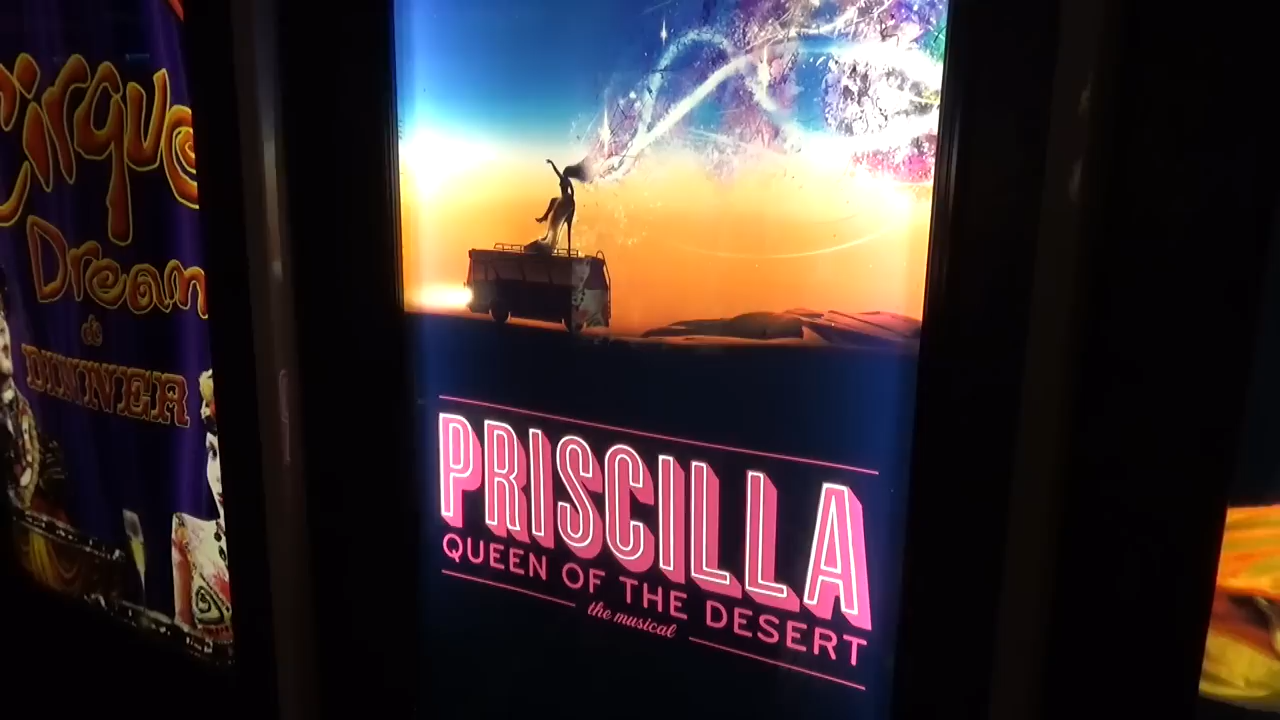 Cirque
Dream
de
DINNER
PRISCILLA
QUEEN OF THE DESERT
the musical